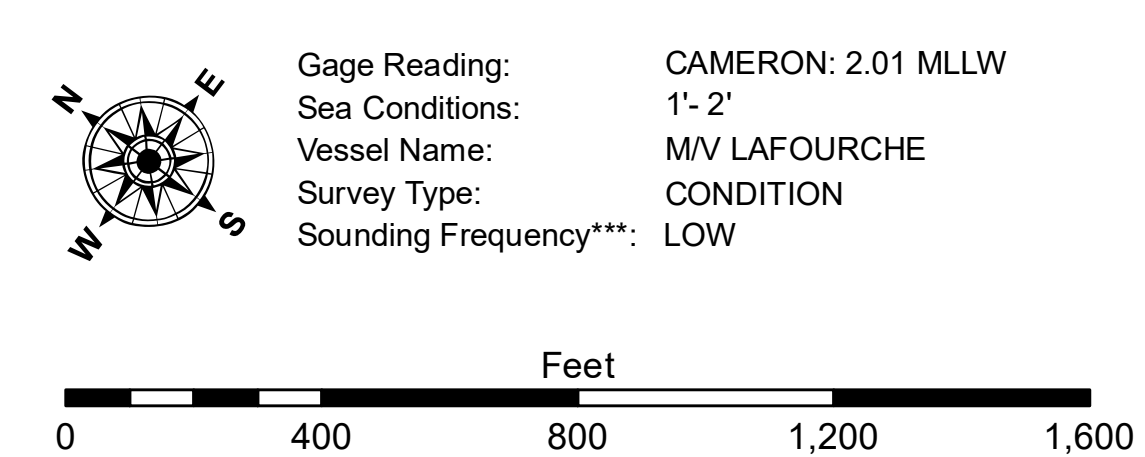 N
E
W
S
Gage Reading: CAMERON: 2.01 MLLW
Sea Conditions: 1'- 2'
Vessel Name: M/V LAFOURCHE
Survey Type: CONDITION
Sounding Frequency***: LOW
Feet
0 400 800 1,200 1,600